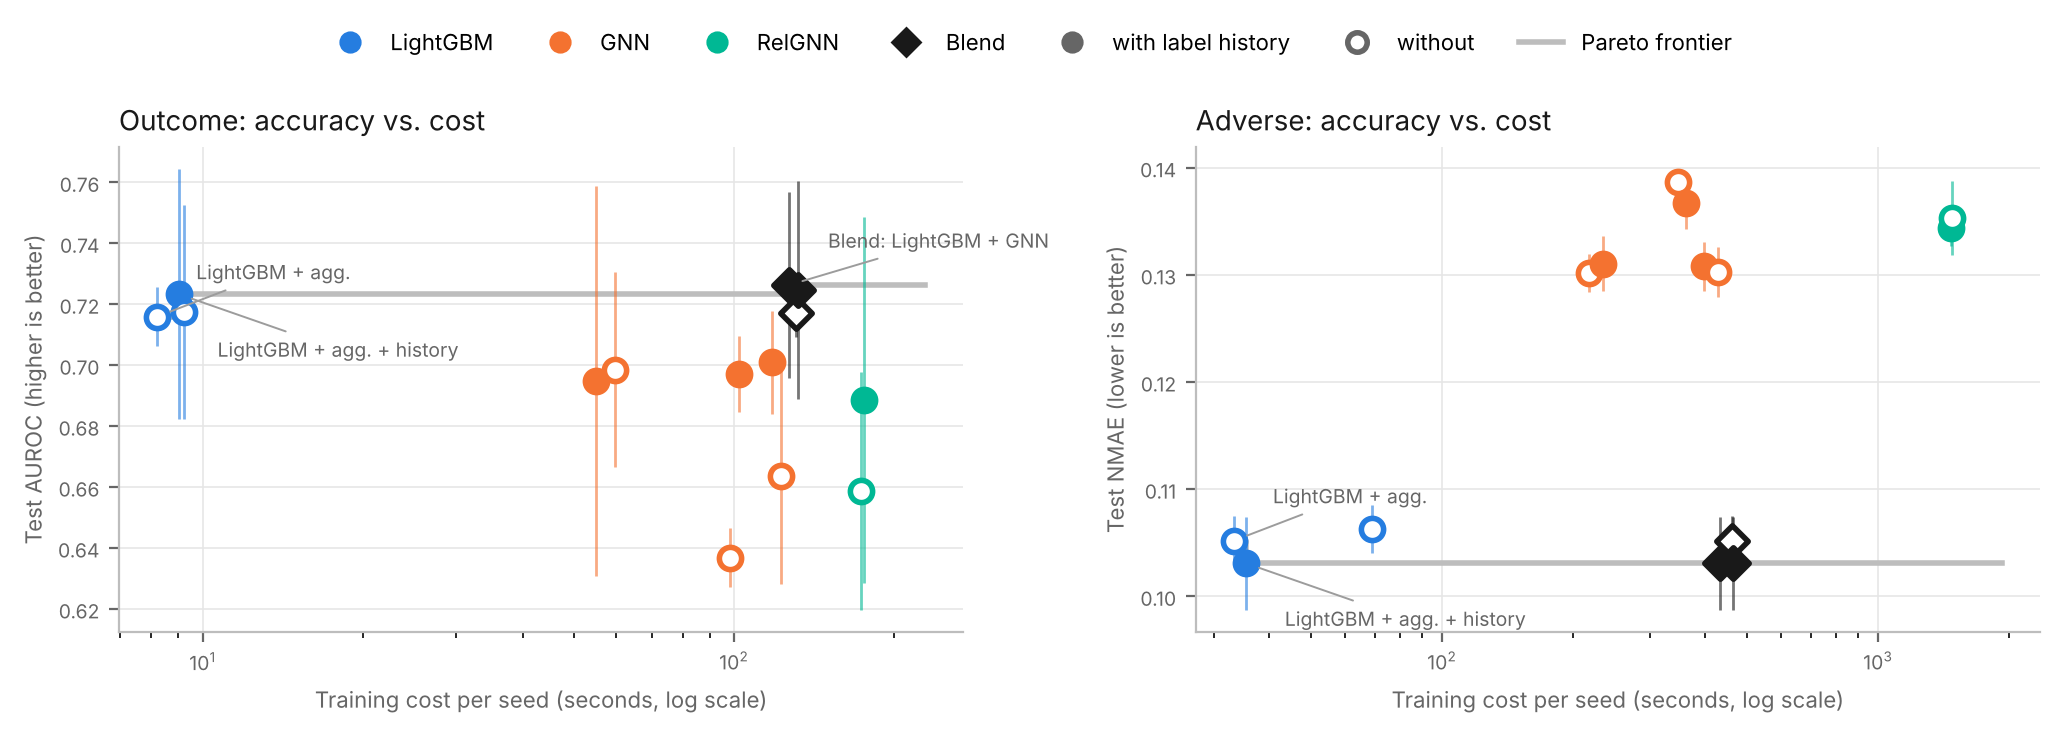 LightGBM GNN RelGNN Blend with label history without Pareto frontier
Outcome: accuracy vs. cost
Test AUROC (higher is better)
0.76
0.74
0.72
0.70
0.68
0.66
0.64
0.62
LightGBM + agg.
LightGBM + agg. + history
Blend: LightGBM + GNN
10¹ 10²
Training cost per seed (seconds, log scale)
Adverse: accuracy vs. cost
Test NMAE (lower is better)
0.14
0.13
0.12
0.11
0.10
LightGBM + agg.
LightGBM + agg. + history
10² 10³
Training cost per seed (seconds, log scale)